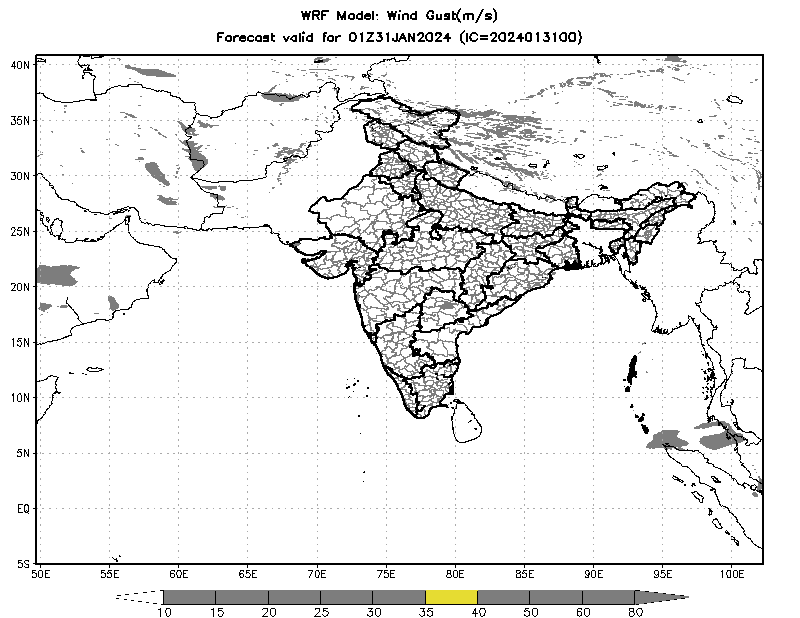 WRF Model: Wind Gust(m/s)
Forecast valid for 01Z31JAN2024 (IC=2024013100)
40N
35N
30N
25N
20N
15N
10N
5N
EQ
5S
50E 55E 60E 65E 70E 75E 80E 85E 90E 95E 100E
10 15 20 25 30 35 40 50 60 80